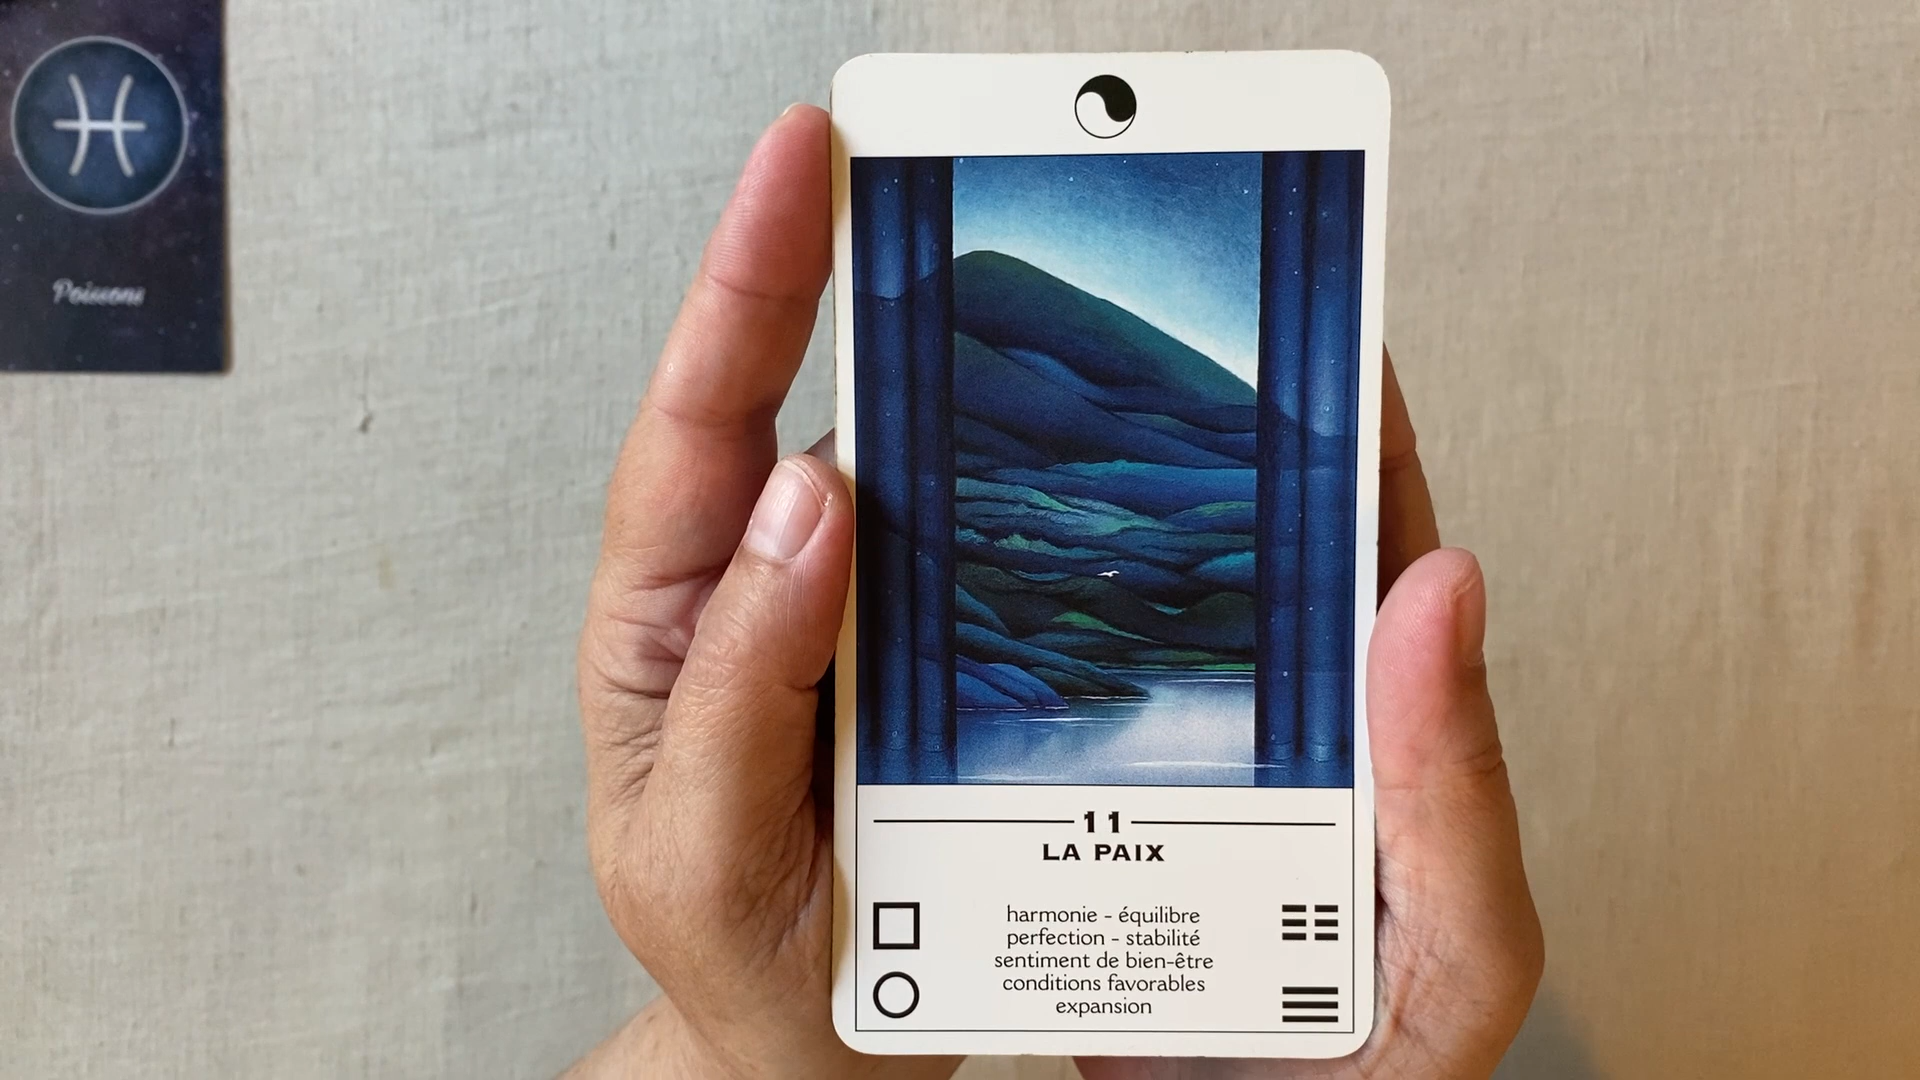 Poissons
11
LA PAIX
harmonie - équilibre
perfection - stabilité
sentiment de bien-être
conditions favorables
expansion